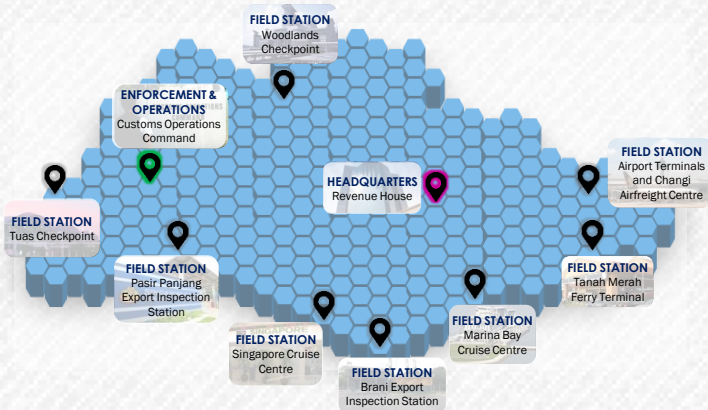 FIELD STATION
Woodlands
Checkpoint
ENFORCEMENT &
OPERATIONS
Customs Operations
Command
FIELD STATION
Airport Terminals
and Changi
Airfreight Centre
HEADQUARTERS
Revenue House
FIELD STATION
Tuas Checkpoint
FIELD STATION
Pasir Panjang
Export Inspection
Station
FIELD STATION
Tanah Merah
Ferry Terminal
FIELD STATION
Singapore Cruise
Centre
FIELD STATION
Marina Bay
Cruise Centre
FIELD STATION
Brani Export
Inspection Station